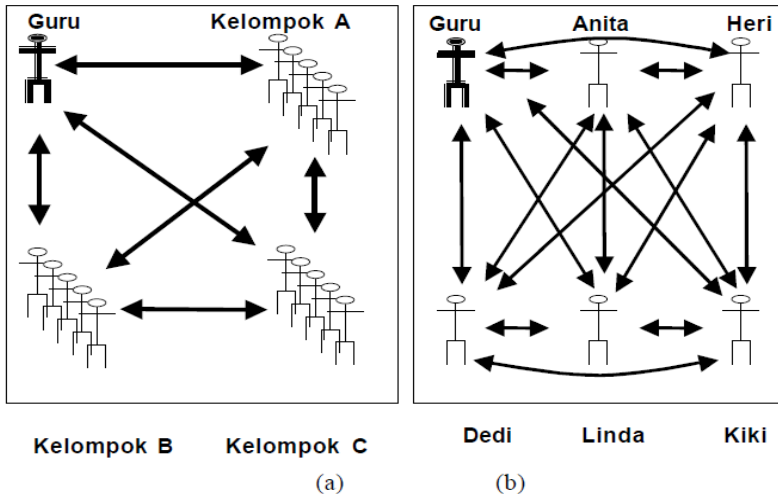 Guru Kelompok A
Kelompok B Kelompok C
(a)
Guru Anita Heri
Dedi Linda Kiki
(b)